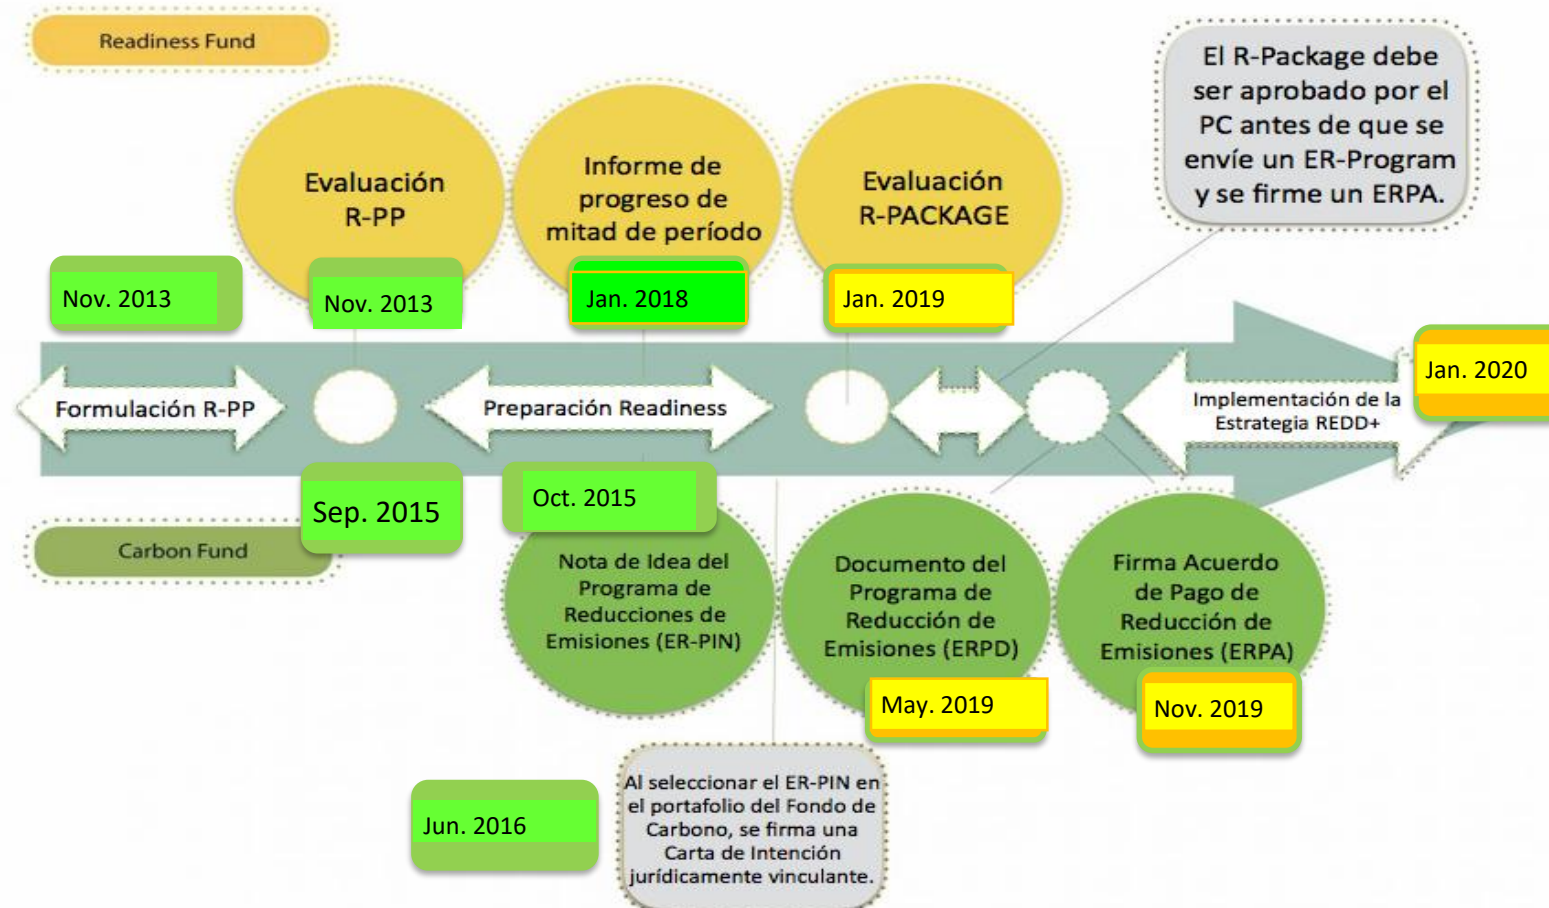 Readiness Fund
Evaluación
R-PP
Informe de
progreso de
mitad de período
Evaluación
R-PACKAGE
El R-Package debe
ser aprobado por el
PC antes de que se
envíe un ER-Program
y se firme un ERPA.
Nov. 2013
Nov. 2013
Jan. 2018
Jan. 2019
Formulación R-PP
Preparación Readiness
Implementación de la
Estrategia REDD+
Jan. 2020
Sep. 2015
Oct. 2015
Carbon Fund
Nota de Idea del
Programa de
Reducciones de
Emisiones (ER-PIN)
Documento del
Programa de
Reducción de
Emisiones (ERPD)
Firma Acuerdo
de Pago de
Reducción de
Emisiones (ERPA)
May. 2019
Nov. 2019
Jun. 2016
Al seleccionar el ER-PIN en
el portafolio del Fondo de
Carbono, se firma una
Carta de Intención
jurídicamente vinculante.